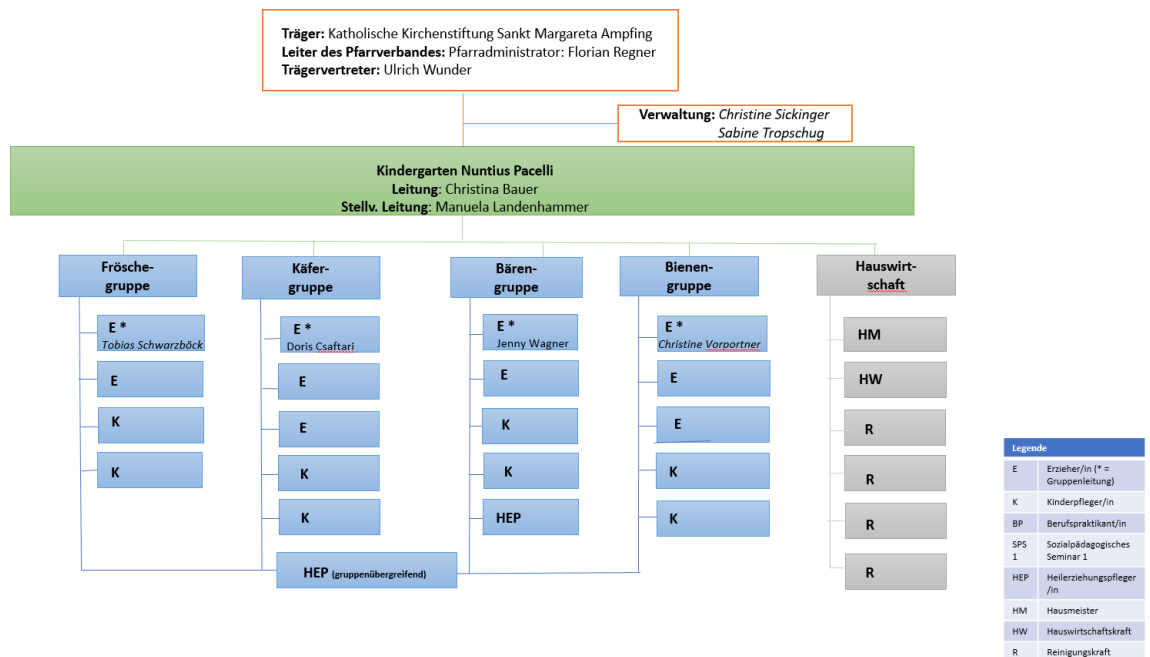 Träger: Katholische Kirchenstiftung Sankt Margareta Ampfing
Leiter des Pfarrverbandes: Pfarradministrator: Florian Regner
Trägervertreter: Ulrich Wunder
Verwaltung: Christine Sickinger
Sabine Tropschug
Kindergarten Nuntius Pacelli
Leitung: Christina Bauer
Stellv. Leitung: Manuela Landenhammer
Frösche-
gruppe
E *
Tobias Schwarzböck
E
K
K
Käfer-
gruppe
E *
Doris Csaftari
E
E
K
K
Bären-
gruppe
E *
Jenny Wagner
E
K
K
HEP
Bienen-
gruppe
E *
Christine Vorportner
E
E
K
K
HEP (gruppenübergreifend)
Hauswirt-
schaft
HM
HW
R
R
R
R
Legende
E Erzieher/in (* =
Gruppenleitung)
K Kinderpfleger/in
BP Berufspraktikant/in
SPS Sozialpädagogisches
1 Seminar 1
HEP Heilerziehungspfleger
/in
HM Hausmeister
HW Hauswirtschaftskraft
R Reinigungskraft